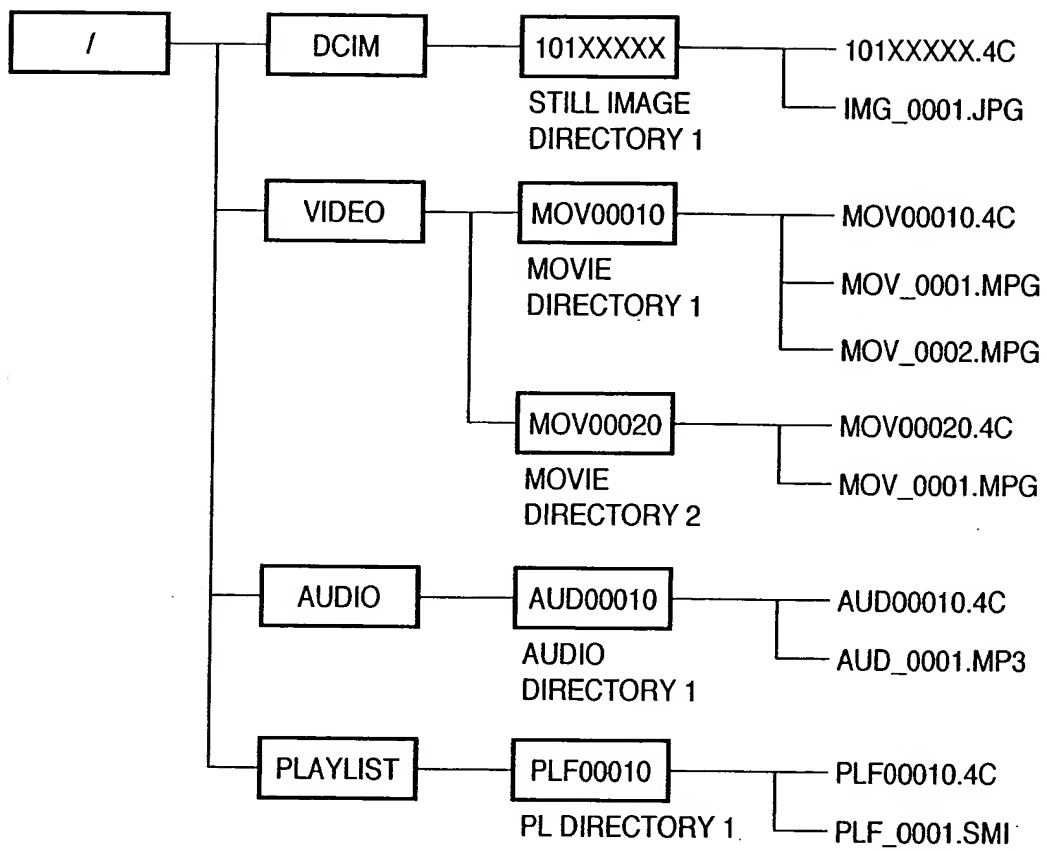 /
DCIM
101XXXXX
101XXXXX.4C
STILL IMAGE
DIRECTORY 1
IMG_0001.JPG
VIDEO
MOV00010
MOV00010.4C
MOVIE
DIRECTORY 1
MOV_0001.MPG
MOV_0002.MPG
MOV00020
MOV00020.4C
MOVIE
DIRECTORY 2
MOV_0001.MPG
AUDIO
AUD00010
AUD00010.4C
AUDIO
DIRECTORY 1
AUD_0001.MP3
PLAYLIST
PLF00010
PLF00010.4C
PL DIRECTORY 1
PLF_0001.SMI